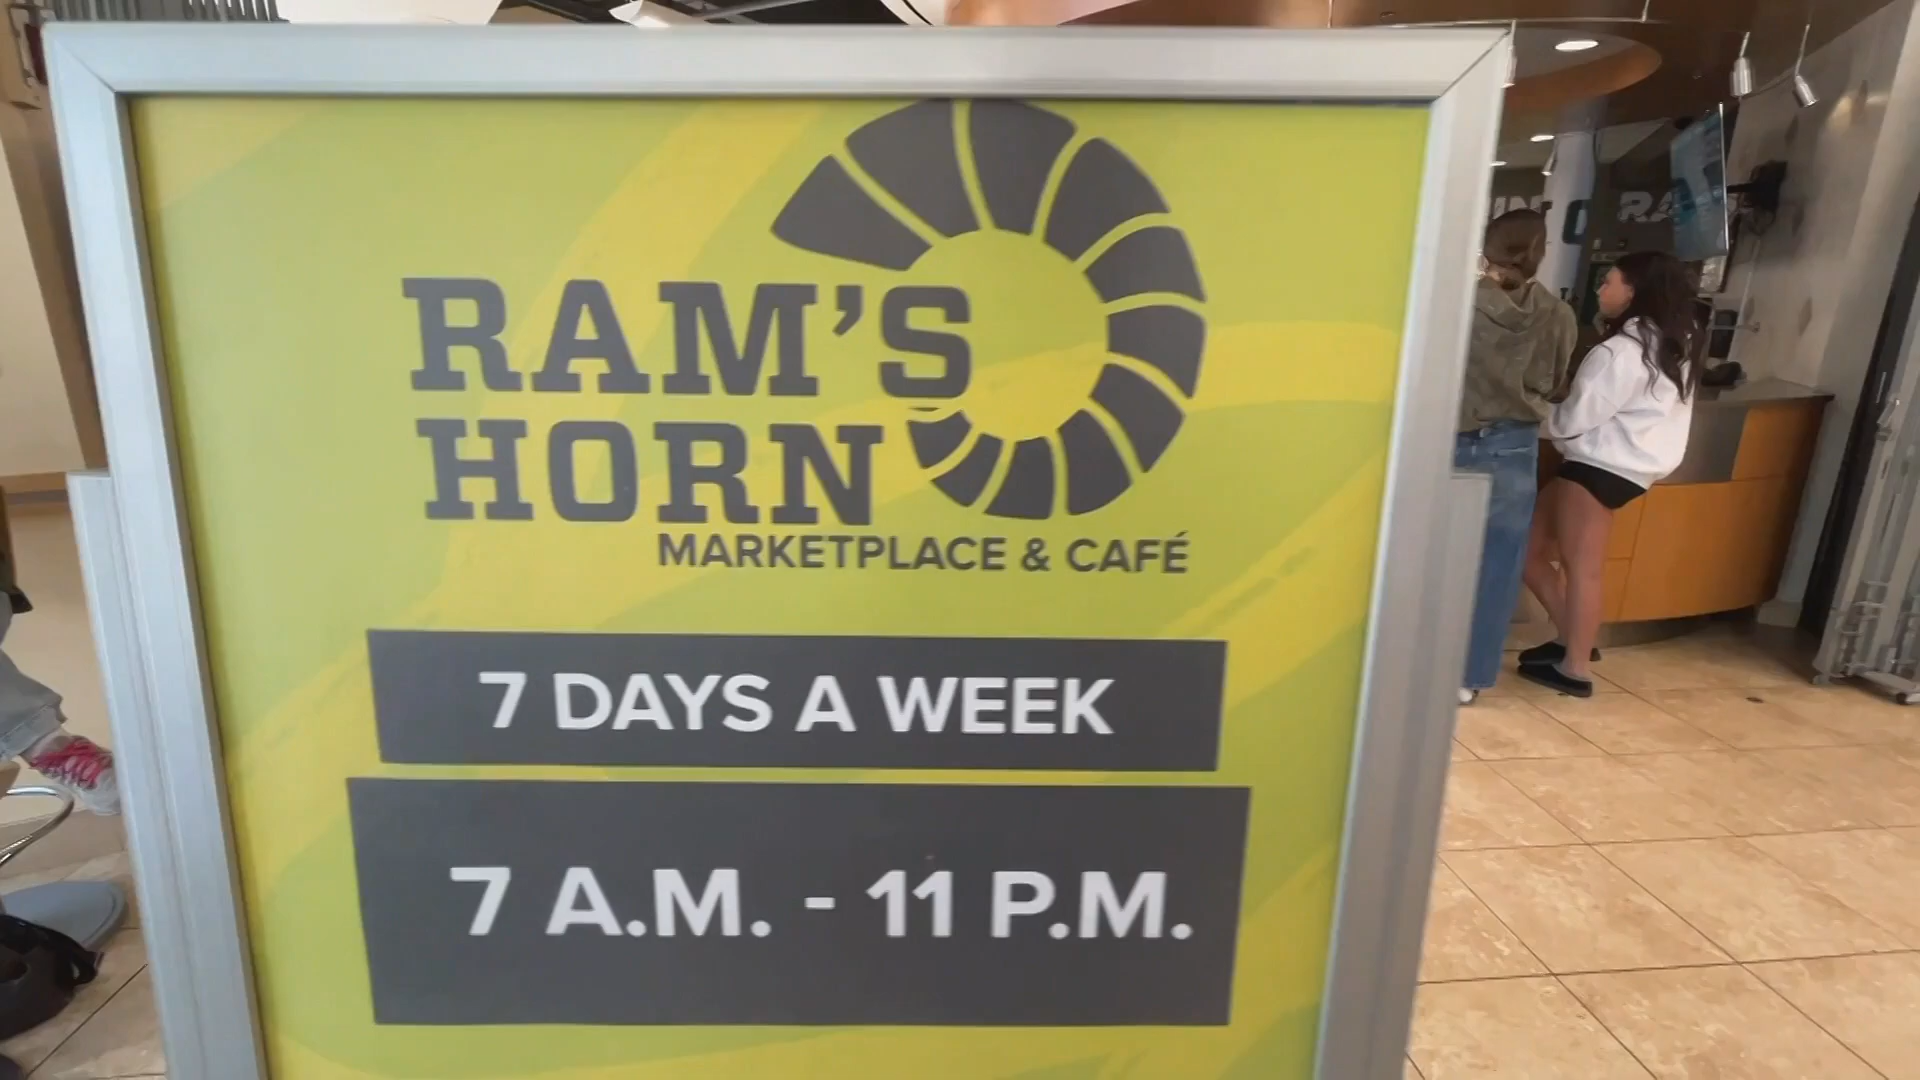 RAM'S
HORN
MARKETPLACE & CAFÉ
7 DAYS A WEEK
7 A.M. - 11 P.M.